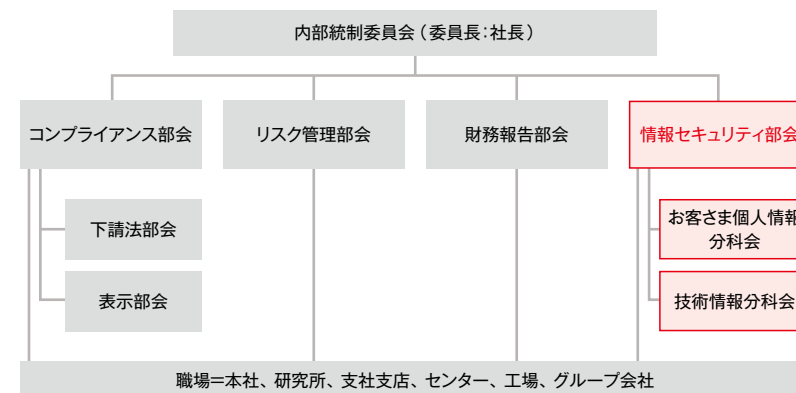 内部統制委員会（委員長：社長）
コンプライアンス部会
リスク管理部会
財務報告部会
情報セキュリティ部会
下請法部会
表示部会
お客さま個人情報
分科会
技術情報分科会
職場＝本社、研究所、支社支店、センター、工場、グループ会社